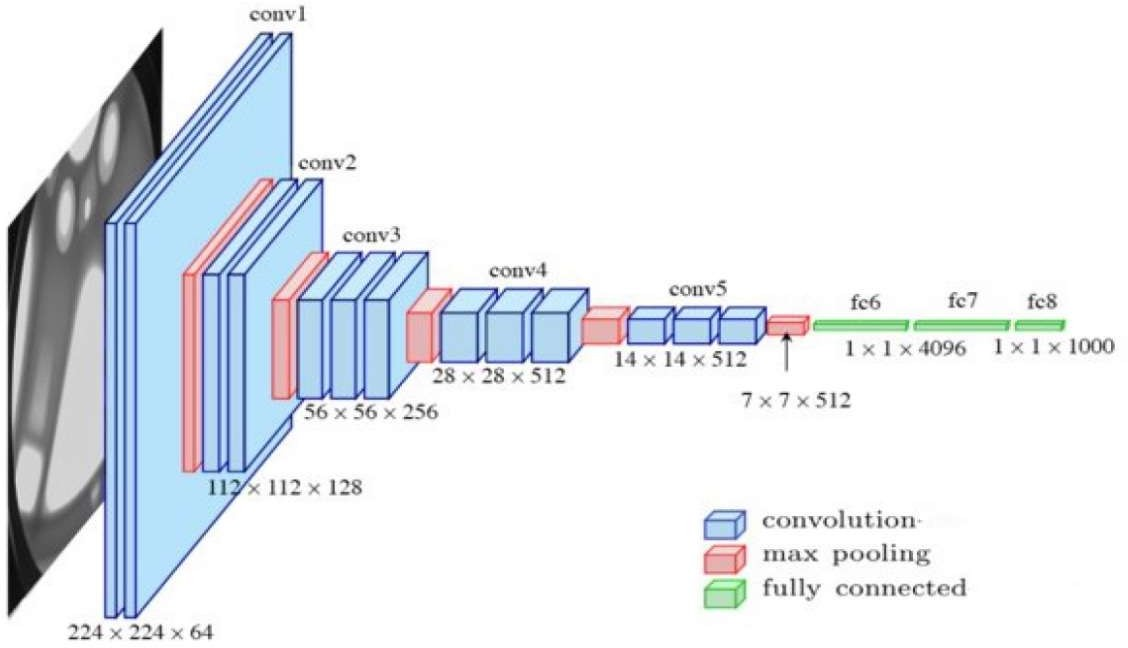 conv1
conv2
conv3
conv4
conv5
fc6
fc7
fc8
1 × 1 × 4096
1 × 1 × 1000
14 × 14 × 512
28 × 28 × 512
7 × 7 × 512
56 × 56 × 256
112 × 112 × 128
224 × 224 × 64
convolution
max pooling
fully connected